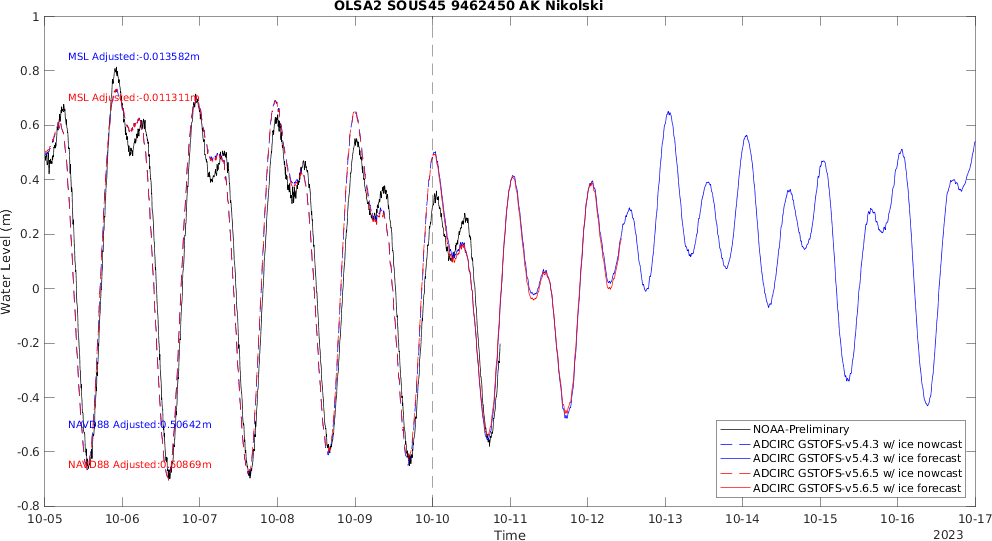 OLSA2 SOUS45 9462450 AK Nikolski
MSL Adjusted:-0.013582m
MSL Adjusted:-0.011311m
NAVD88 Adjusted:0.50642m
NAVD88 Adjusted:0.50869m
Water Level (m)
1
0.8
0.6
0.4
0.2
0
-0.2
-0.4
-0.6
-0.8
10-05 10-06 10-07 10-08 10-09 10-10 10-11 10-12 10-13 10-14 10-15 10-16 10-17
Time
2023
NOAA-Preliminary
ADCIRC GSTOFS-v5.4.3 w/ ice nowcast
ADCIRC GSTOFS-v5.4.3 w/ ice forecast
ADCIRC GSTOFS-v5.6.5 w/ ice nowcast
ADCIRC GSTOFS-v5.6.5 w/ ice forecast